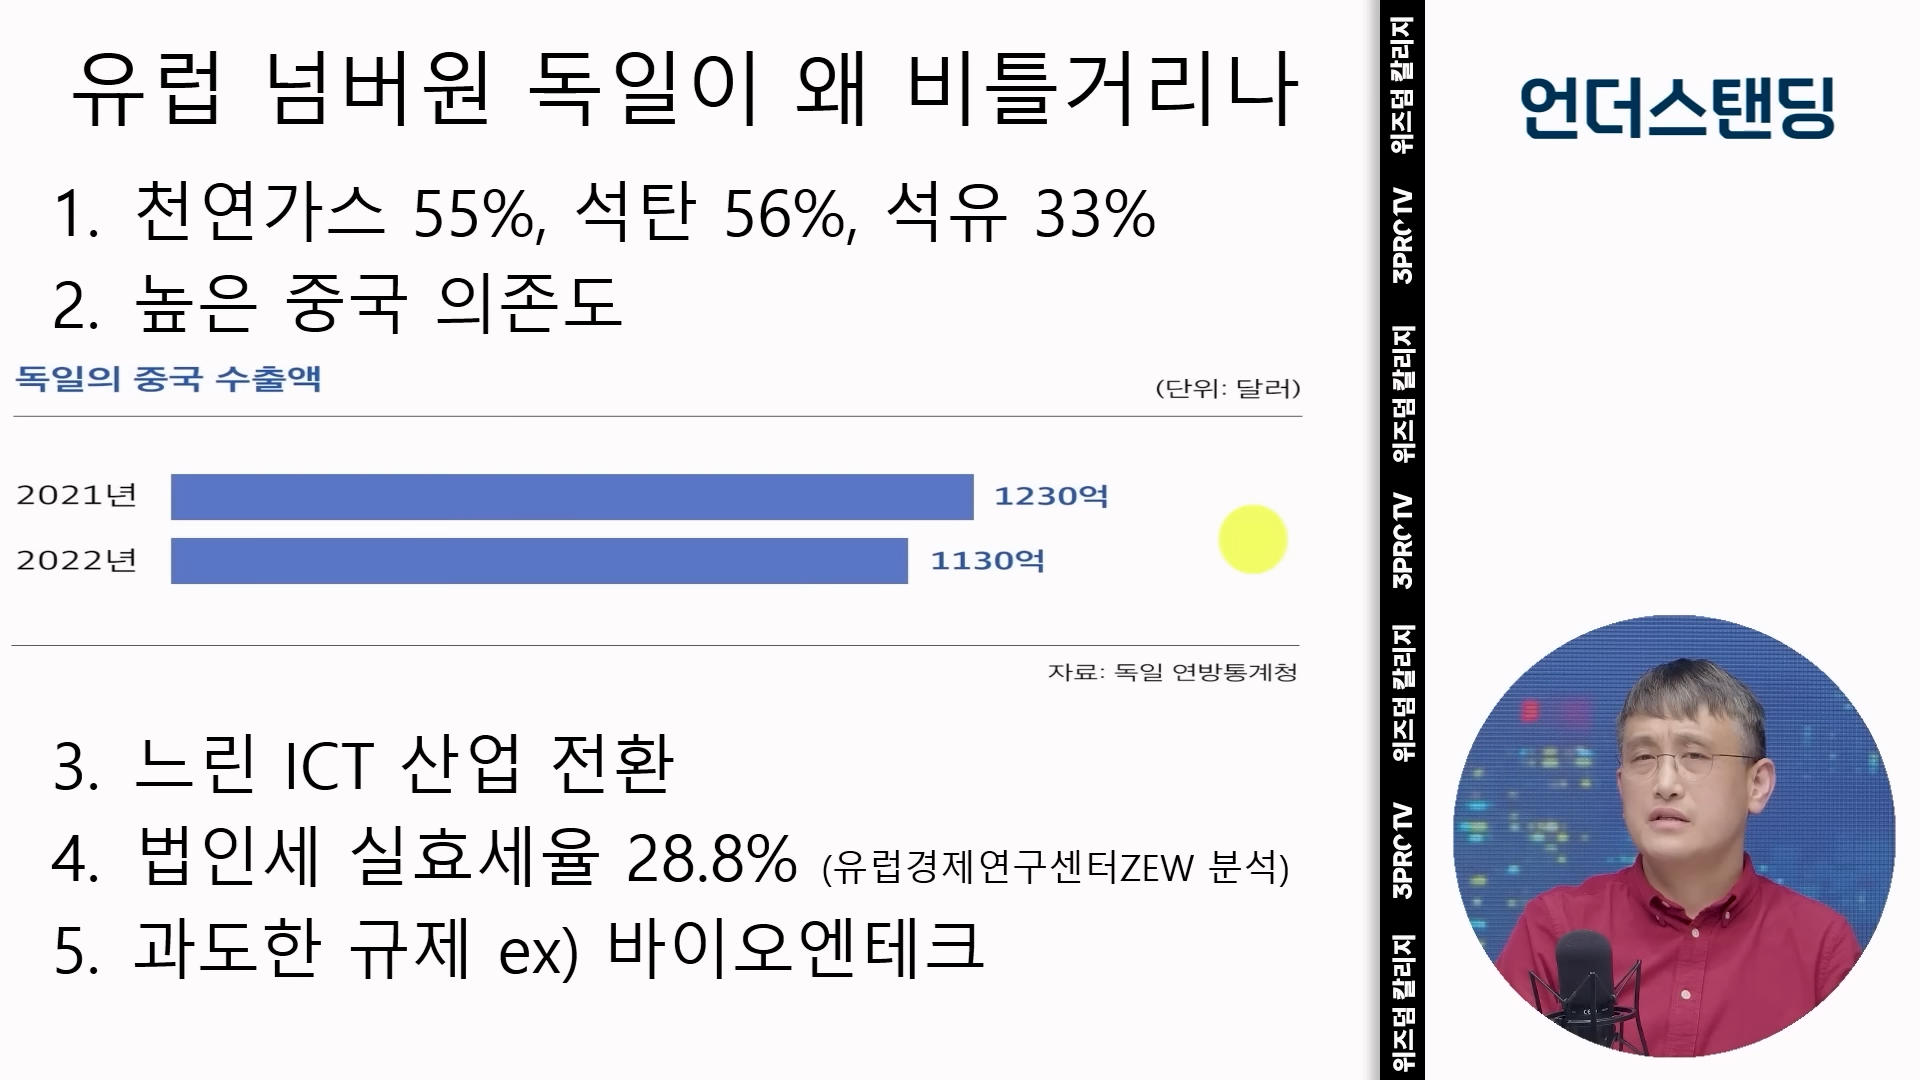 유럽 넘버원 독일이 왜 비틀거리나
1. 천연가스 55%, 석탄 56%, 석유 33%
2. 높은 중국 의존도
독일의 중국 수출액
(단위: 달러)
2021년 1230억
2022년 1130억
자료: 독일 연방통계청
3. 느린 ICT 산업 전환
4. 법인세 실효세율 28.8% (유럽경제연구센터ZEW 분석)
5. 과도한 규제 ex) 바이오엔테크
위즈덤 칼리지
3PROTV
위즈덤 칼리지
3PROTV
위즈덤 칼리지
3PROTV
위즈덤 칼리지
언더스탠딩